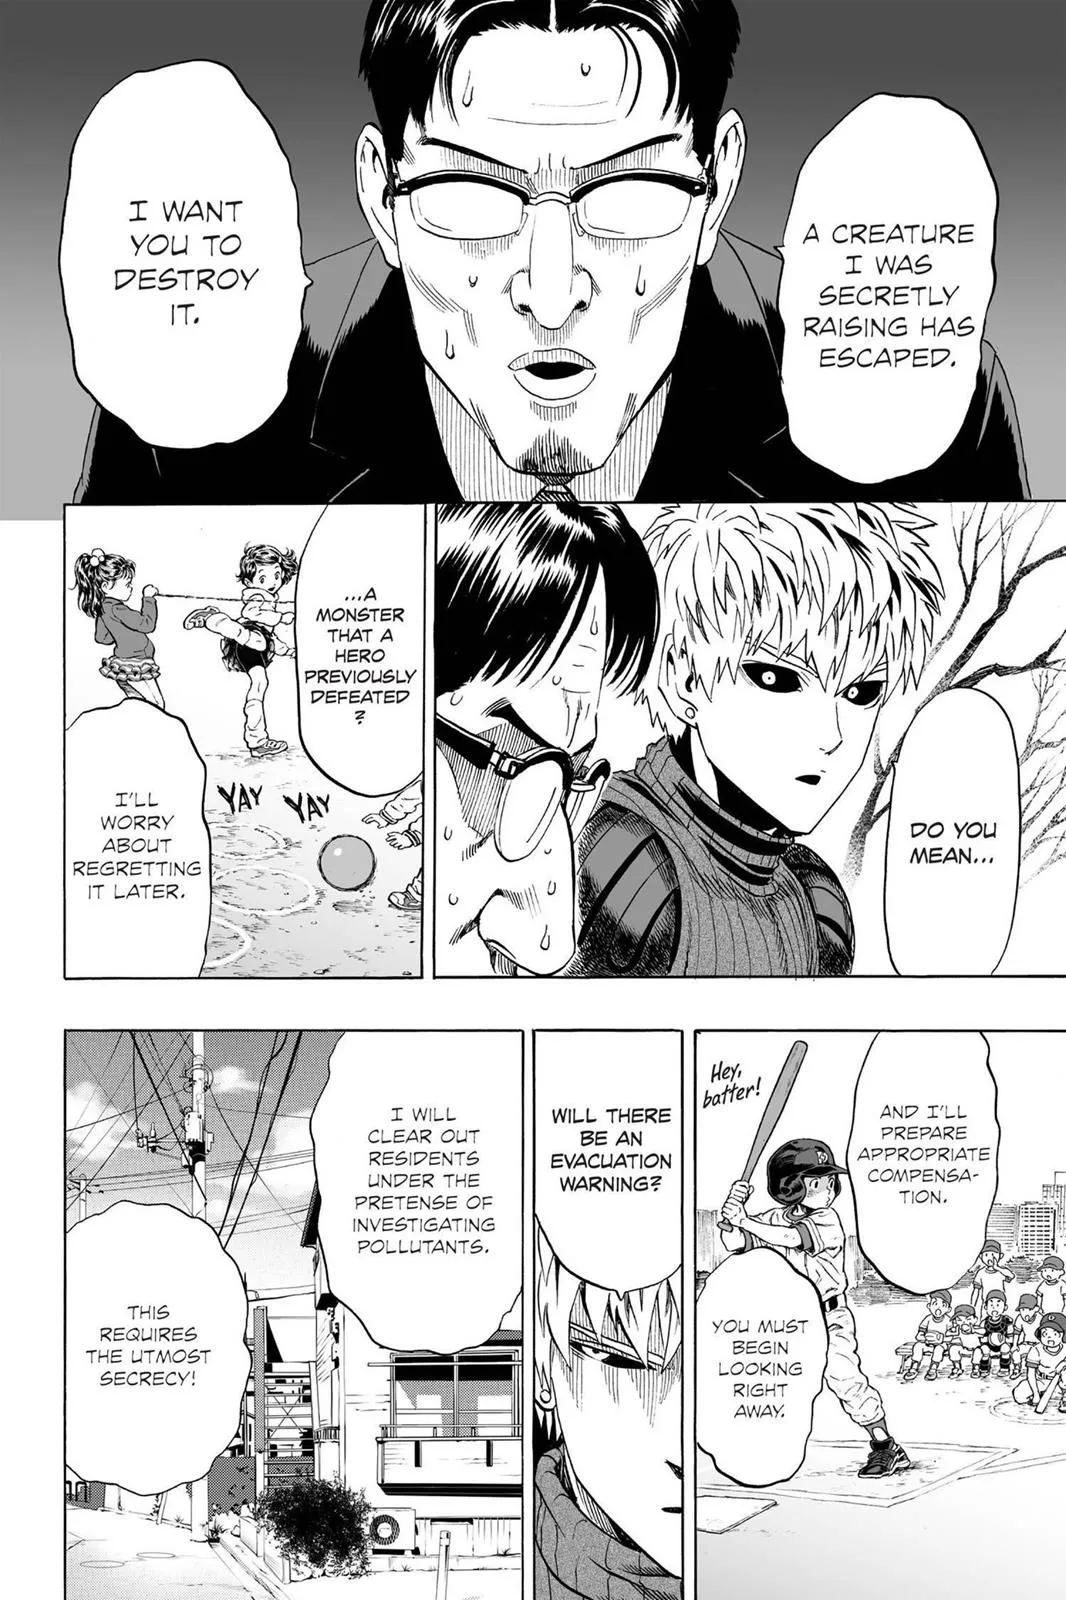 A CREATURE
I WAS
SECRETLY
RAISING HAS
ESCAPED.
I WANT
YOU TO
DESTROY
IT.
DO YOU
MEAN...
...A
MONSTER
THAT A
HERO
PREVIOUSLY
DEFEATED
?
YAY YAY
I'LL
WORRY
ABOUT
REGRETTING
IT LATER.
AND I'LL
PREPARE
APPROPRIATE
COMPENSA-
TION.
Hey,
batter!
YOU MUST
BEGIN
LOOKING
RIGHT
AWAY.
WILL THERE
BE AN
EVACUATION
WARNING?
I WILL
CLEAR OUT
RESIDENTS
UNDER THE
PRETENSE OF
INVESTIGATING
POLLUTANTS.
THIS
REQUIRES
THE UTMOST
SECRECY!